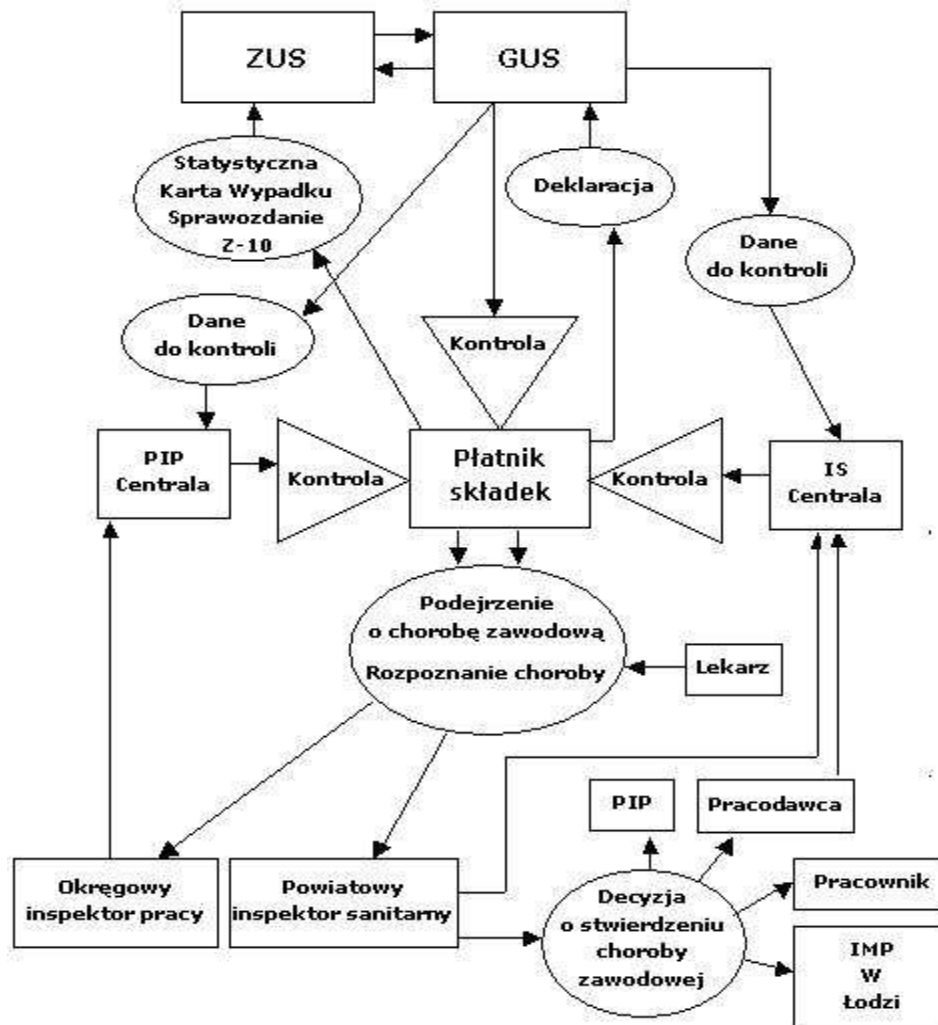 ZUS
GUS
Statystyczna
Karta Wypadku
Sprawozdanie
Z-10
Deklaracja
Dane
do kontroli
Dane
do kontroli
Kontrola
PIP
Centrala
Kontrola
Płatnik
składek
Kontrola
IS
Centrala
Podejrzenie
o chorobę zawodową
Rozpoznanie choroby
Lekarz
PIP
Pracodawca
Okręgowy
inspektor pracy
Powiatowy
inspektor sanitarny
Decyzja
o stwierdzeniu
choroby
zawodowej
Pracownik
IMP
W
Łodzi